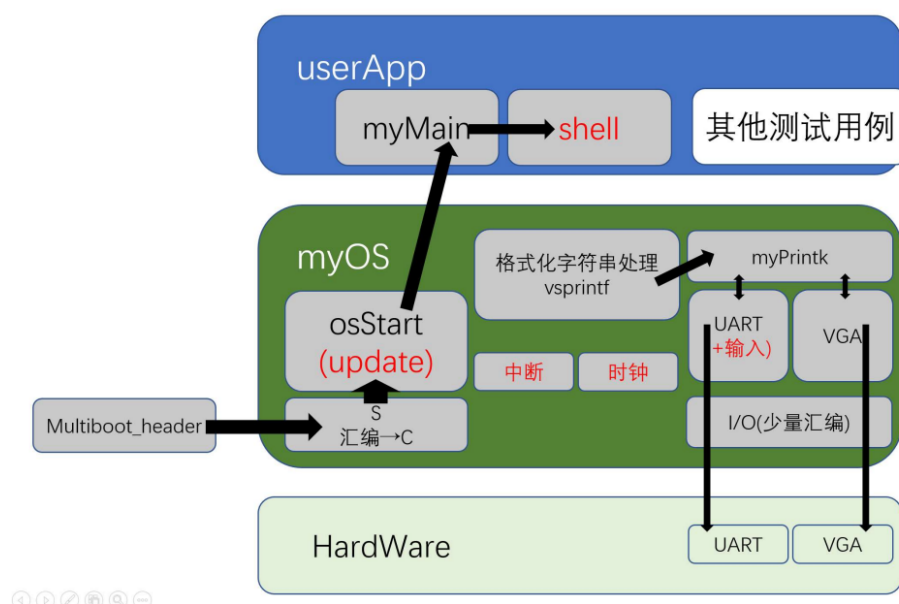 userApp
myMain
shell
其他测试用例
myOS
格式化字符串处理
vsprintf
myPrintk
osStart
(update)
UART
+输入)
VGA
中断
时钟
Multiboot_header
S
汇编→C
I/O(少量汇编)
HardWare
UART
VGA